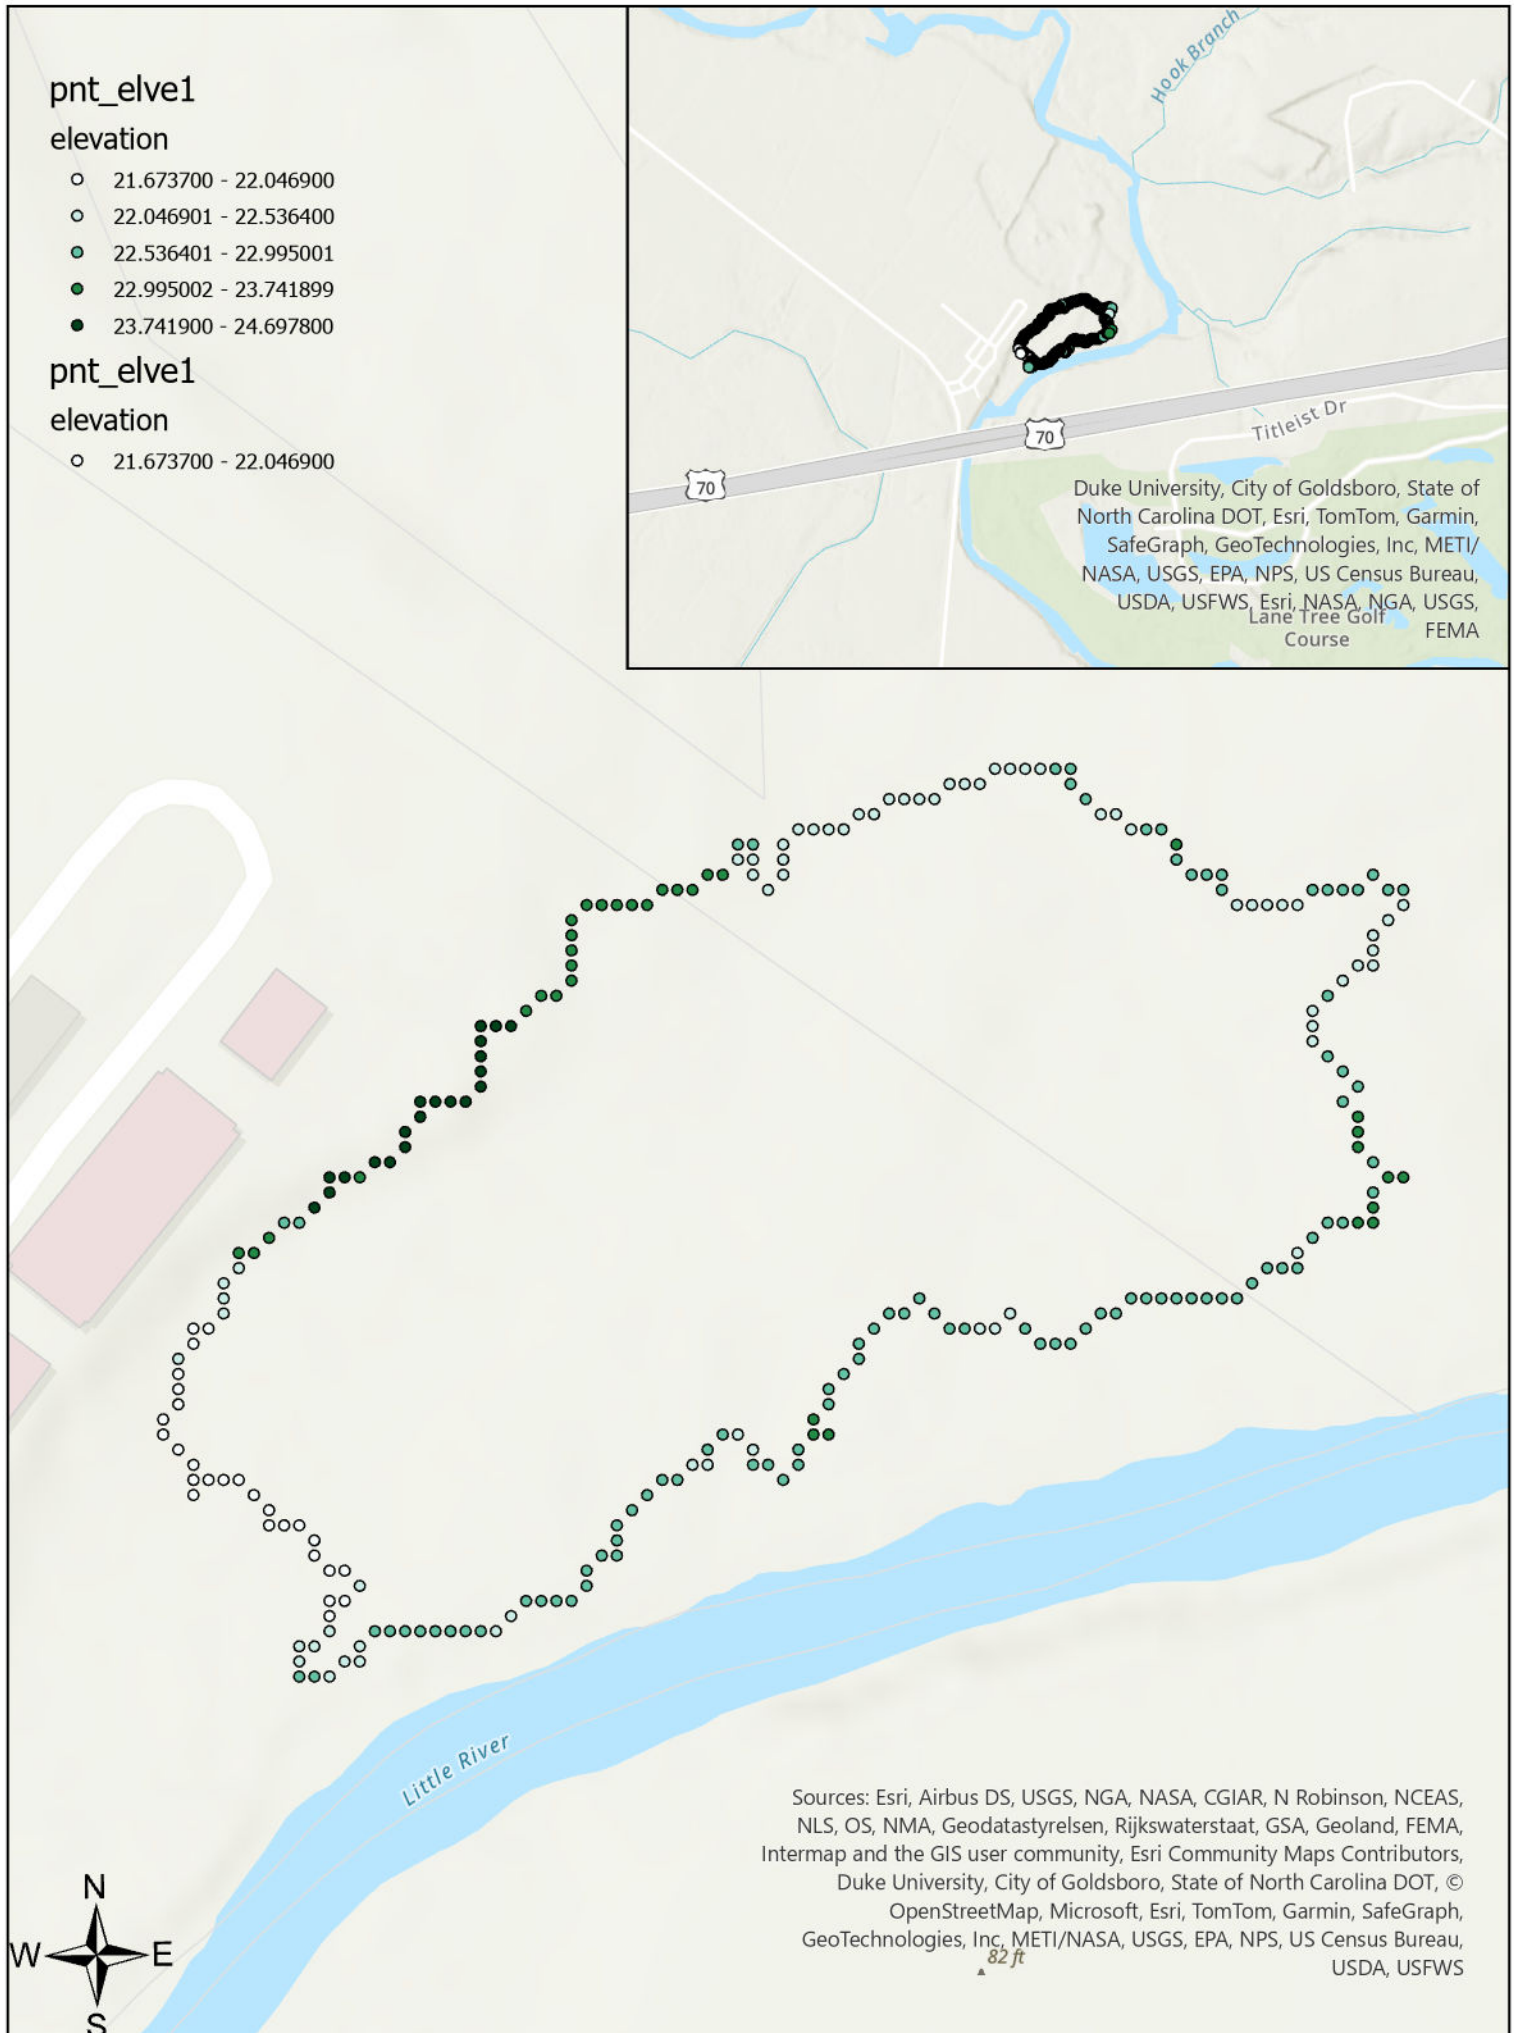 pnt_elve1
elevation
21.673700 - 22.046900
22.046901 - 22.536400
22.536401 - 22.995001
22.995002 - 23.741899
23.741900 - 24.697800
pnt_elve1
elevation
21.673700 - 22.046900
Hook Branch
70
70
Titleist Dr
Duke University, City of Goldsboro, State of
North Carolina DOT, Esri, TomTom, Garmin,
SafeGraph, GeoTechnologies, Inc, METI/
NASA, USGS, EPA, NPS, US Census Bureau,
USDA, USFWS, Esri, NASA, NGA, USGS,
FEMA
Lane Tree Golf
Course
Little River
Sources: Esri, Airbus DS, USGS, NGA, NASA, CGIAR, N Robinson, NCEAS,
NLS, OS, NMA, Geodatastyrelsen, Rijkswaterstaat, GSA, Geoland, FEMA,
Intermap and the GIS user community, Esri Community Maps Contributors,
Duke University, City of Goldsboro, State of North Carolina DOT, ©
OpenStreetMap, Microsoft, Esri, TomTom, Garmin, SafeGraph,
GeoTechnologies, Inc, METI/NASA, USGS, EPA, NPS, US Census Bureau,
USDA, USFWS
82 ft
N
W E
S